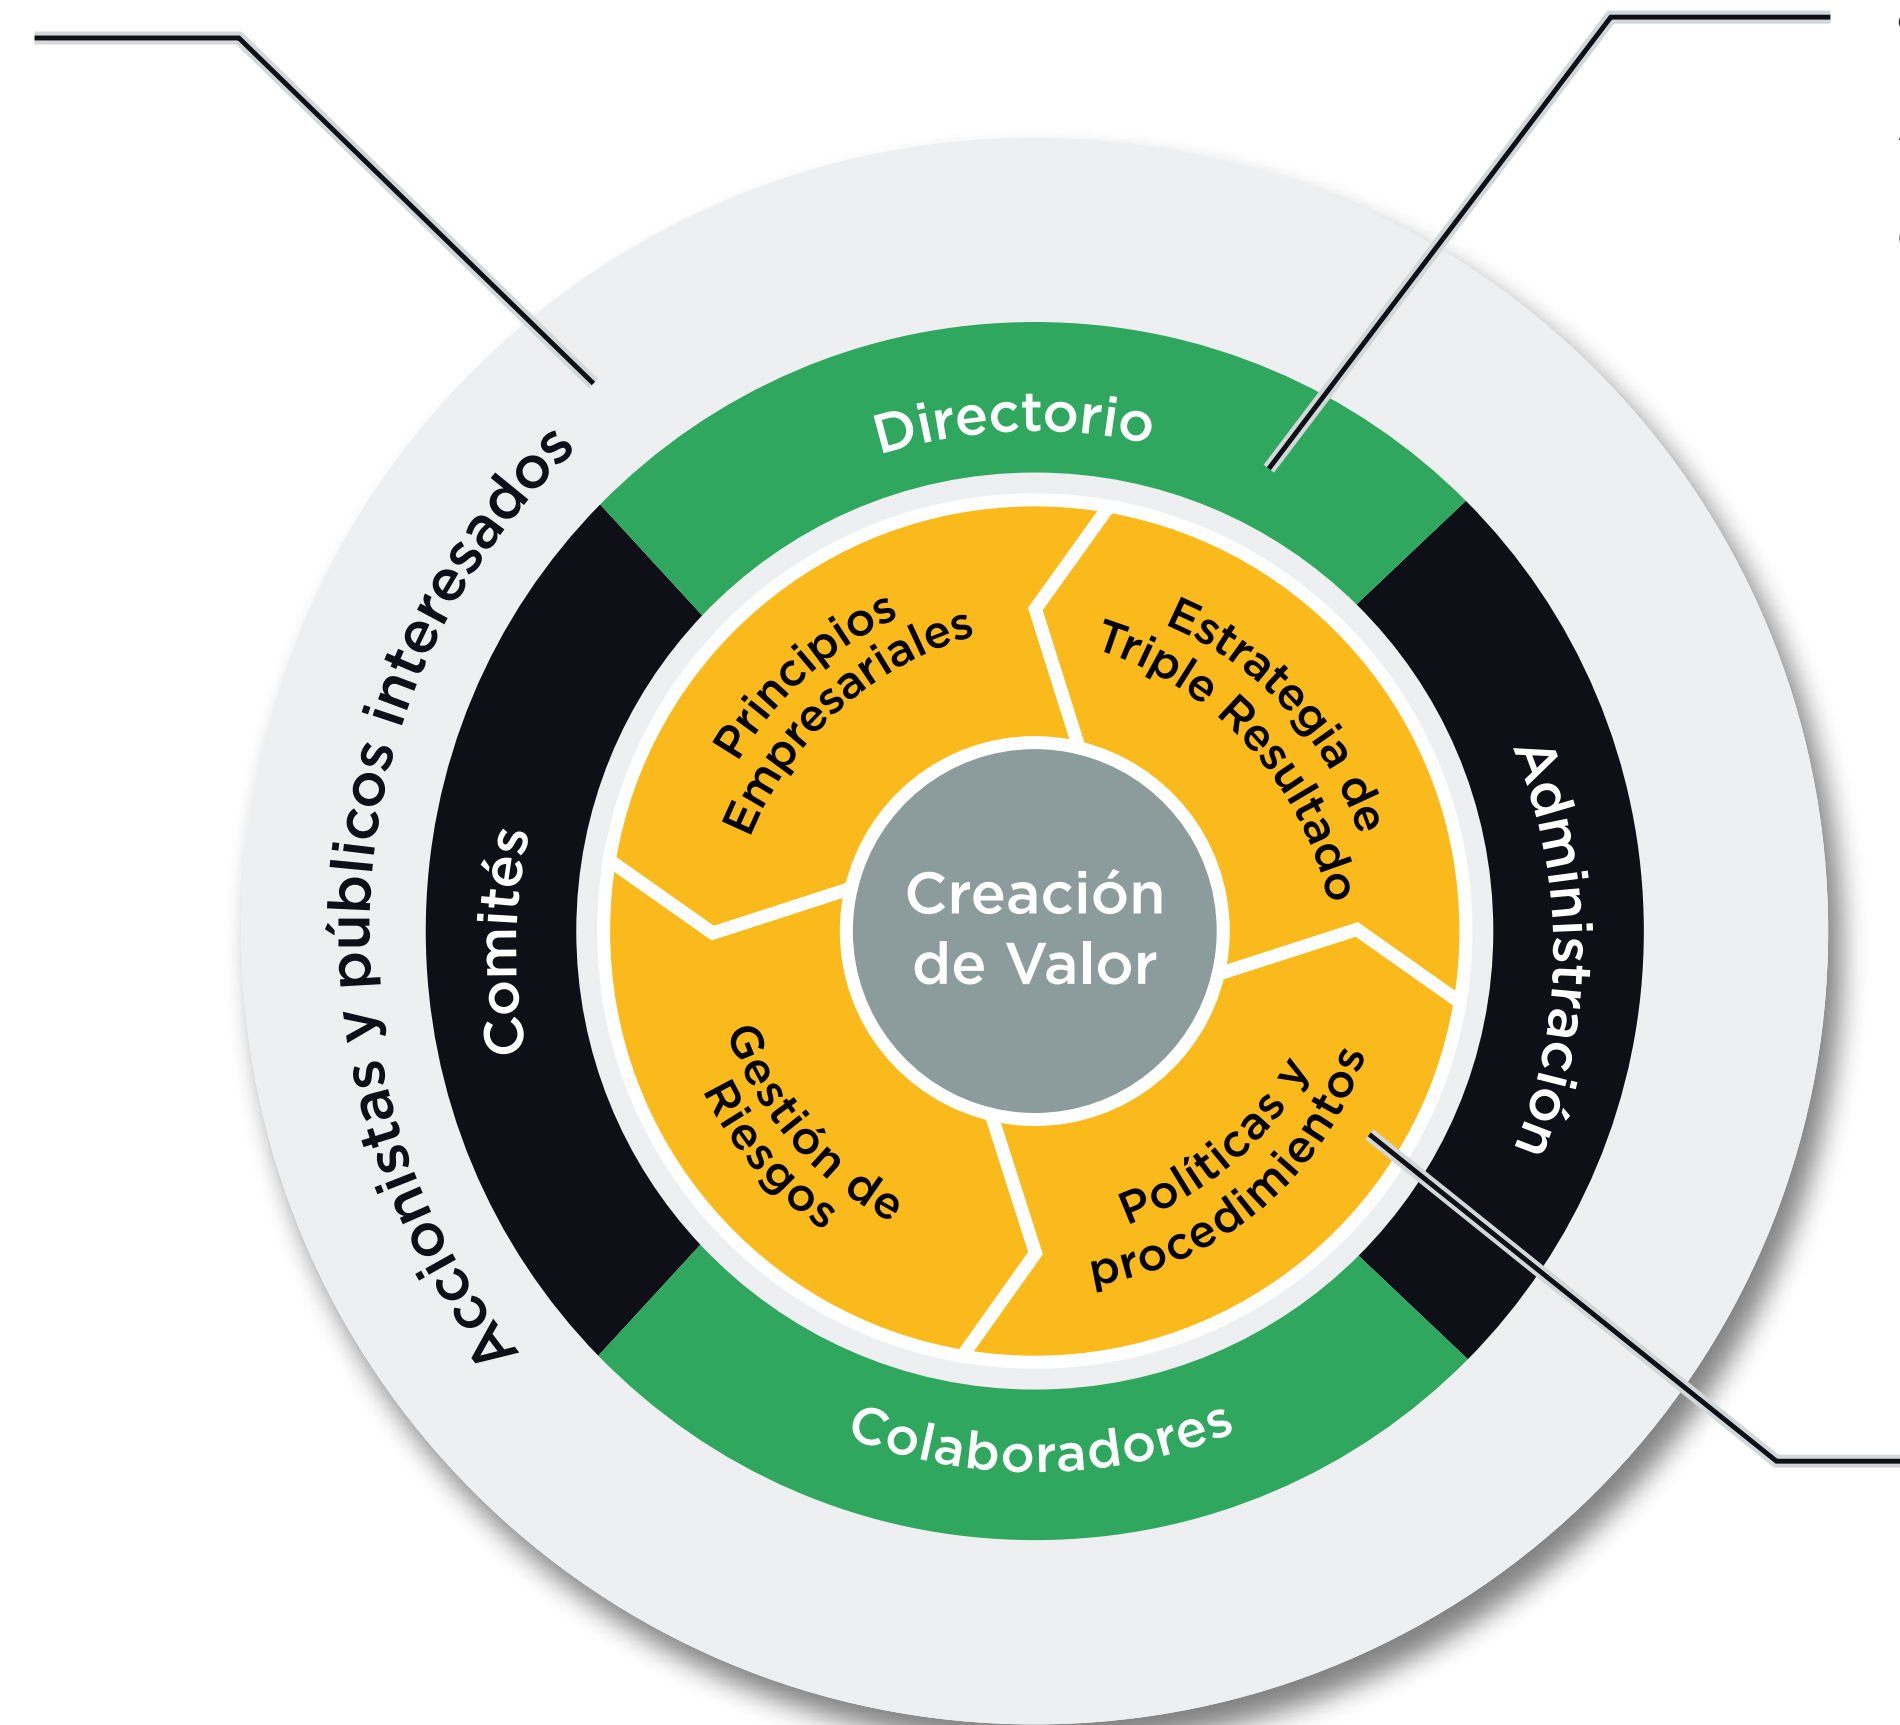 Directorio
Accionistas y públicos interesados
Comités
Administración
Principios
Empresariales
Estrategia de
Triple Resultado
Creación
de Valor
Gestión de
Riesgos
Políticas y
procedimientos
Colaboradores